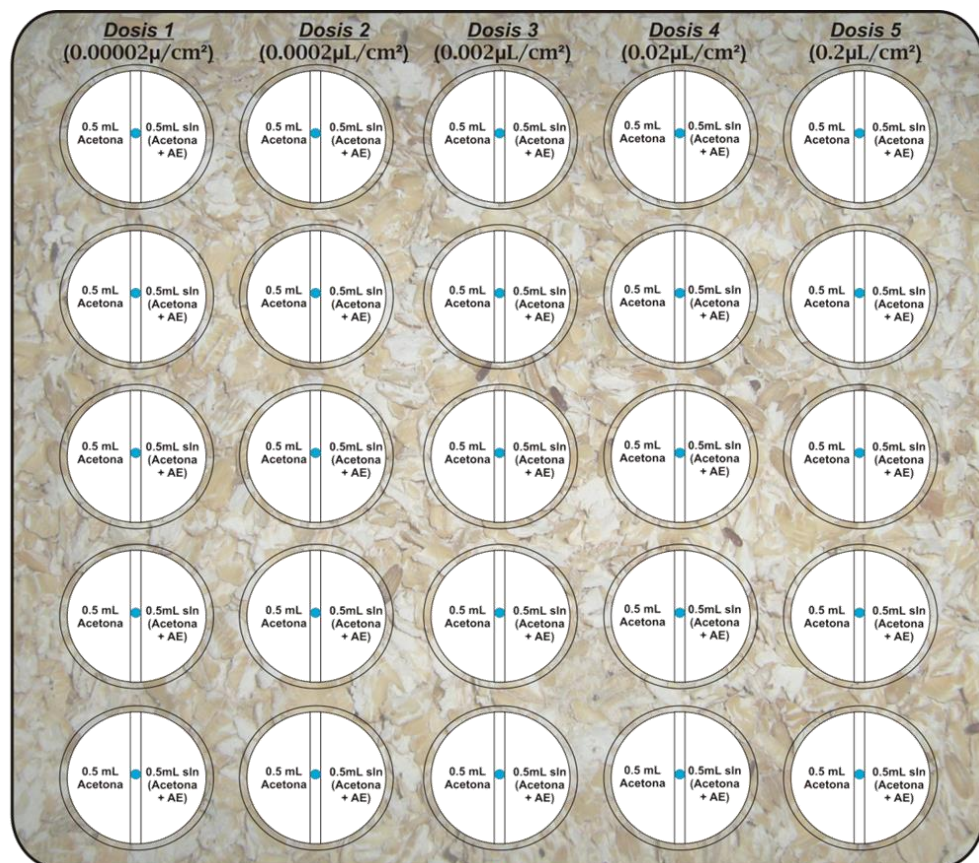 Dosis 1
(0.00002µ/cm²)
Dosis 2
(0.0002µL/cm²)
Dosis 3
(0.002µL/cm²)
Dosis 4
(0.02µL/cm²)
Dosis 5
(0.2µL/cm²)
0.5 mL
Acetona
0.5mL sln
(Acetona
+ AE)
0.5 mL
Acetona
0.5mL sln
(Acetona
+ AE)
0.5 mL
Acetona
0.5mL sln
(Acetona
+ AE)
0.5 mL
Acetona
0.5mL sln
(Acetona
+ AE)
0.5 mL
Acetona
0.5mL sln
(Acetona
+ AE)
0.5 mL
Acetona
0.5mL sln
(Acetona
+ AE)
0.5 mL
Acetona
0.5mL sln
(Acetona
+ AE)
0.5 mL
Acetona
0.5mL sln
(Acetona
+ AE)
0.5 mL
Acetona
0.5mL sln
(Acetona
+ AE)
0.5 mL
Acetona
0.5mL sln
(Acetona
+ AE)
0.5 mL
Acetona
0.5mL sln
(Acetona
+ AE)
0.5 mL
Acetona
0.5mL sln
(Acetona
+ AE)
0.5 mL
Acetona
0.5mL sln
(Acetona
+ AE)
0.5 mL
Acetona
0.5mL sln
(Acetona
+ AE)
0.5 mL
Acetona
0.5mL sln
(Acetona
+ AE)
0.5 mL
Acetona
0.5mL sln
(Acetona
+ AE)
0.5 mL
Acetona
0.5mL sln
(Acetona
+ AE)
0.5 mL
Acetona
0.5mL sln
(Acetona
+ AE)
0.5 mL
Acetona
0.5mL sln
(Acetona
+ AE)
0.5 mL
Acetona
0.5mL sln
(Acetona
+ AE)
0.5 mL
Acetona
0.5mL sln
(Acetona
+ AE)
0.5 mL
Acetona
0.5mL sln
(Acetona
+ AE)
0.5 mL
Acetona
0.5mL sln
(Acetona
+ AE)
0.5 mL
Acetona
0.5mL sln
(Acetona
+ AE)
0.5 mL
Acetona
0.5mL sln
(Acetona
+ AE)